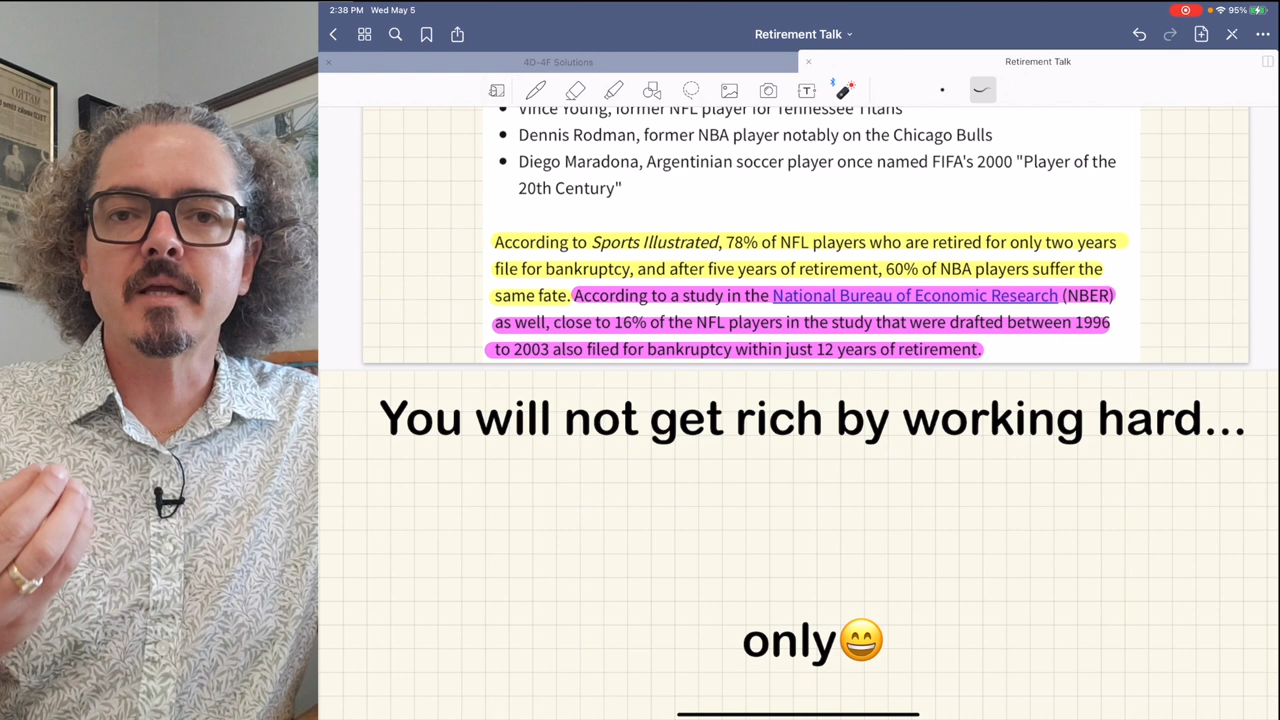 2:38 PM Wed May 5
95%
Retirement Talk
4D-4F Solutions
Retirement Talk
T
Vince Young, former NFL player for Tennessee Titans
Dennis Rodman, former NBA player notably on the Chicago Bulls
Diego Maradona, Argentinian soccer player once named FIFA's 2000 "Player of the
20th Century"
According to Sports Illustrated, 78% of NFL players who are retired for only two years
file for bankruptcy, and after five years of retirement, 60% of NBA players suffer the
same fate. According to a study in the National Bureau of Economic Research (NBER)
as well, close to 16% of the NFL players in the study that were drafted between 1996
to 2003 also filed for bankruptcy within just 12 years of retirement.
You will not get rich by working hard...
only😄
METRO